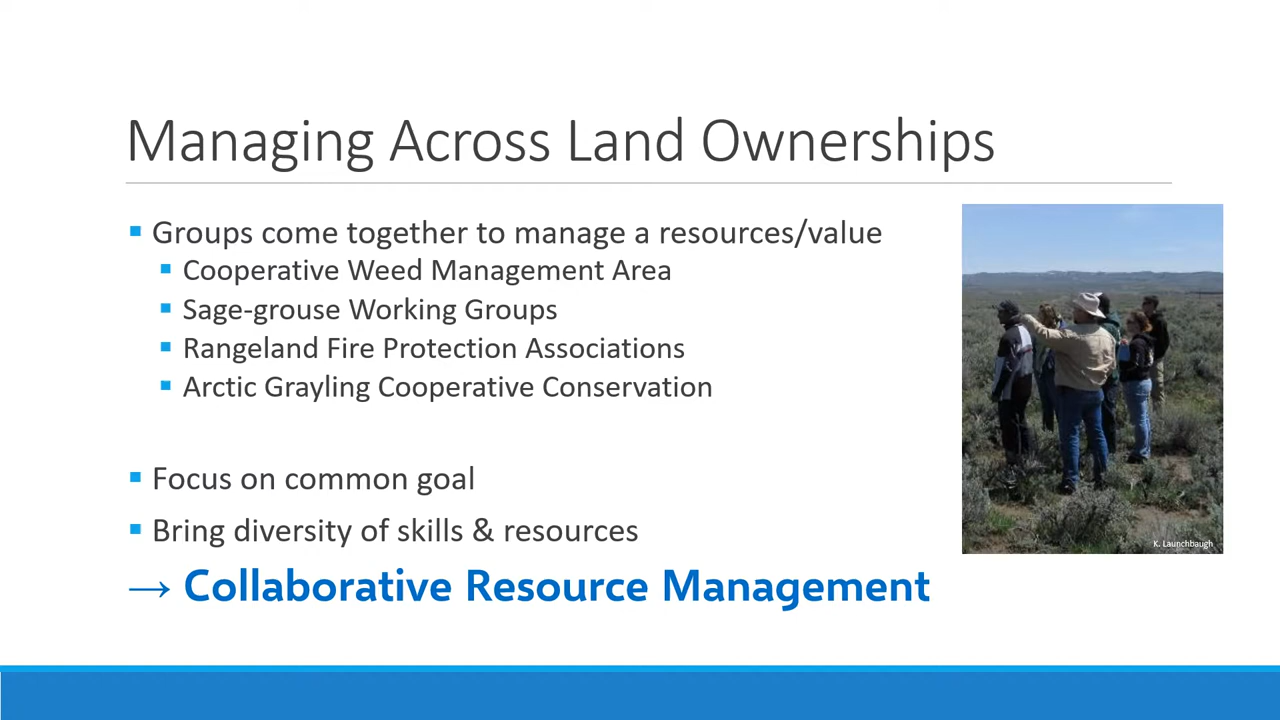 Managing Across Land Ownerships
Groups come together to manage a resources/value
Cooperative Weed Management Area
Sage-grouse Working Groups
Rangeland Fire Protection Associations
Arctic Grayling Cooperative Conservation
Focus on common goal
Bring diversity of skills & resources
→ Collaborative Resource Management
K. Launchbaugh